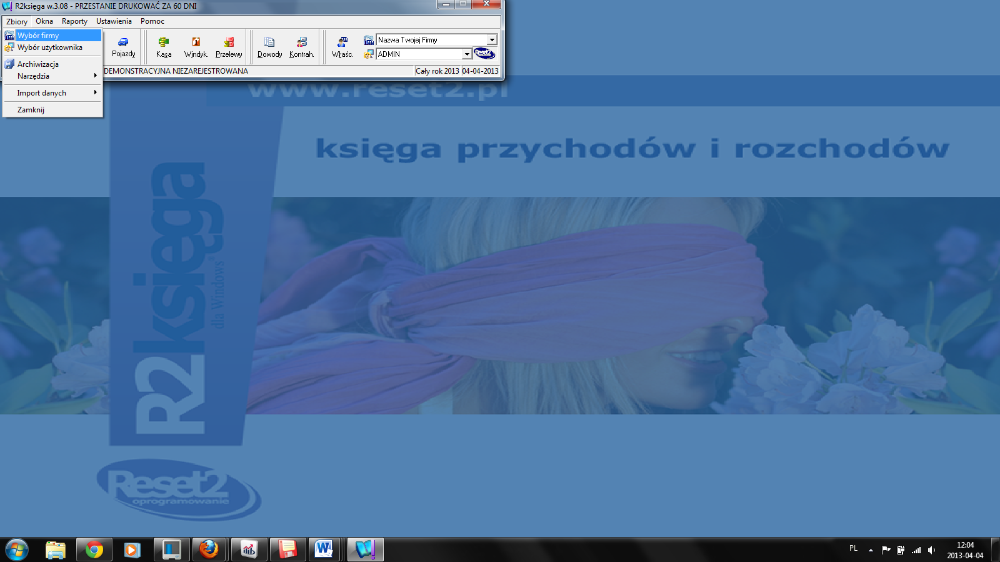 R2księga w.3.08 - PRZESTANIE DRUKOWAĆ ZA 60 DNI
Zbiory Okna Raporty Ustawienia Pomoc
Wybór firmy
Wybór użytkownika
Archiwizacja
Narzędzia
Import danych
Zamknij
Pojazdy Kasa Windyk. Przelewy Dowody Kontrah. Właśc.
Nazwa Twojej Firmy
ADMIN
DEMONSTRACYJNA NIEZAREJESTROWANA Cały rok 2013 04-04-2013
www.reset2.pl
księga przychodów i rozchodów
R2księga
dla Windows®
Reset2
oprogramowanie
PL
12:04
2013-04-04